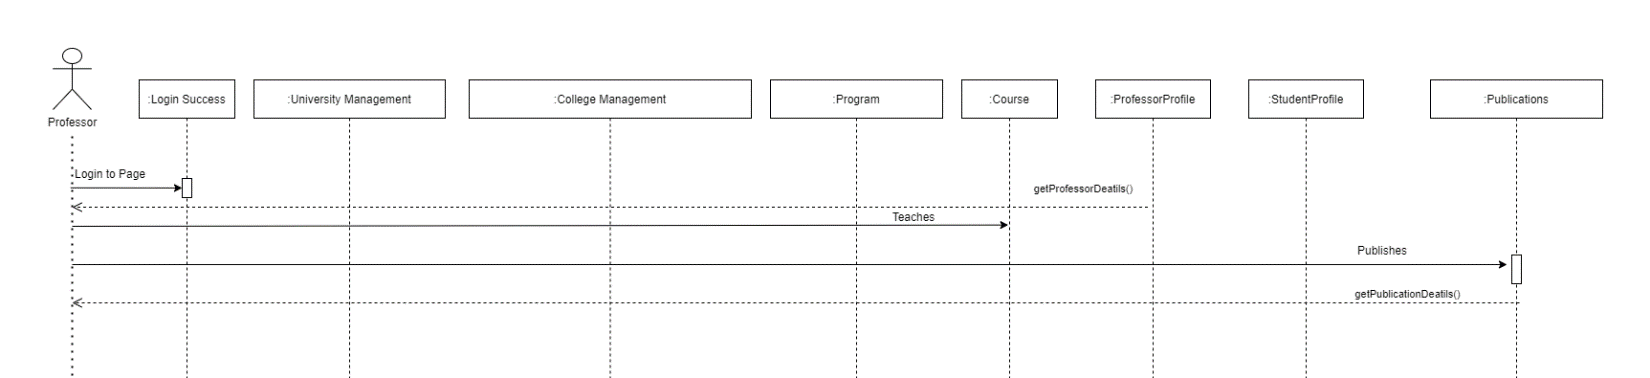 :Login Success
:University Management
:College Management
:Program
:Course
:ProfessorProfile
:StudentProfile
:Publications
Professor
Login to Page
getProfessorDeatils()
Teaches
Publishes
getPublicationDeatils()